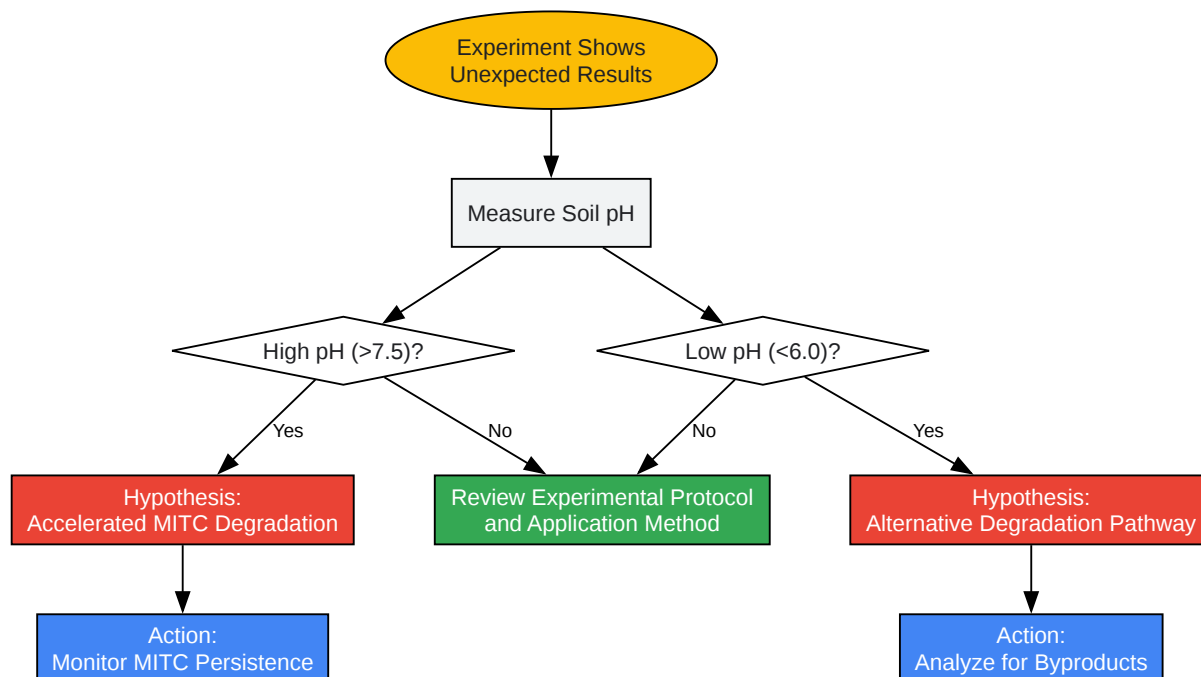 Experiment Shows
Unexpected Results
Measure Soil pH
High pH (>7.5)?
Low pH (<6.0)?
Yes
No
No
Yes
Hypothesis:
Accelerated MITC Degradation
Review Experimental Protocol
and Application Method
Hypothesis:
Alternative Degradation Pathway
Action:
Monitor MITC Persistence
Action:
Analyze for Byproducts